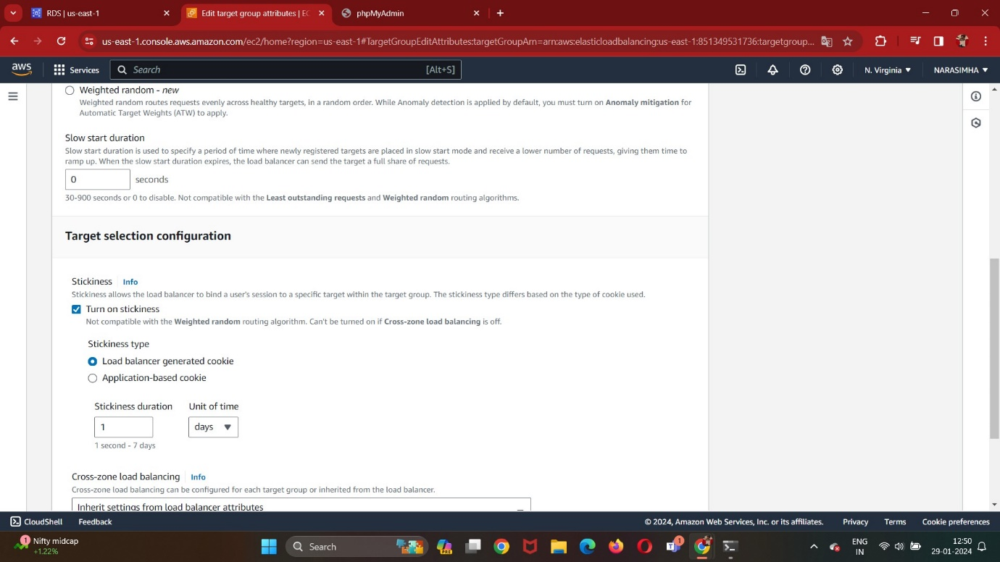 RDS | us-east-1
Edit target group attributes | EC
phpMyAdmin
us-east-1.console.aws.amazon.com/ec2/home?region=us-east-1#TargetGroupEditAttributes:targetGroupArn=arn:aws:elasticloadbalancing:us-east-1:851349531736:targetgroup...
aws
Services
Search
[Alt+S]
N. Virginia
NARASIMHA
Weighted random - new
Weighted random routes requests evenly across healthy targets, in a random order. While Anomaly detection is applied by default, you must turn on Anomaly mitigation for
Automatic Target Weights (ATW) to apply.
Slow start duration
Slow start duration is used to specify a period of time where newly registered targets are placed in slow start mode and receive a lower number of requests, giving them time to
ramp up. When the slow start duration expires, the load balancer can send the target a full share of requests.
0 seconds
30-900 seconds or 0 to disable. Not compatible with the Least outstanding requests and Weighted random routing algorithms.
Target selection configuration
Stickiness Info
Stickiness allows the load balancer to bind a user's session to a specific target within the target group. The stickiness type differs based on the type of cookie used.
Turn on stickiness
Not compatible with the Weighted random routing algorithm. Can't be turned on if Cross-zone load balancing is off.
Stickiness type
Load balancer generated cookie
Application-based cookie
Stickiness duration Unit of time
1 days
1 second - 7 days
Cross-zone load balancing Info
Cross-zone load balancing can be configured for each target group or inherited from the load balancer.
Inherit settings from load balancer attributes
CloudShell Feedback
© 2024, Amazon Web Services, Inc. or its affiliates. Privacy Terms Cookie preferences
1
Nifty midcap
+1.22%
Search
PRE
1
ENG
IN
12:50
29-01-2024